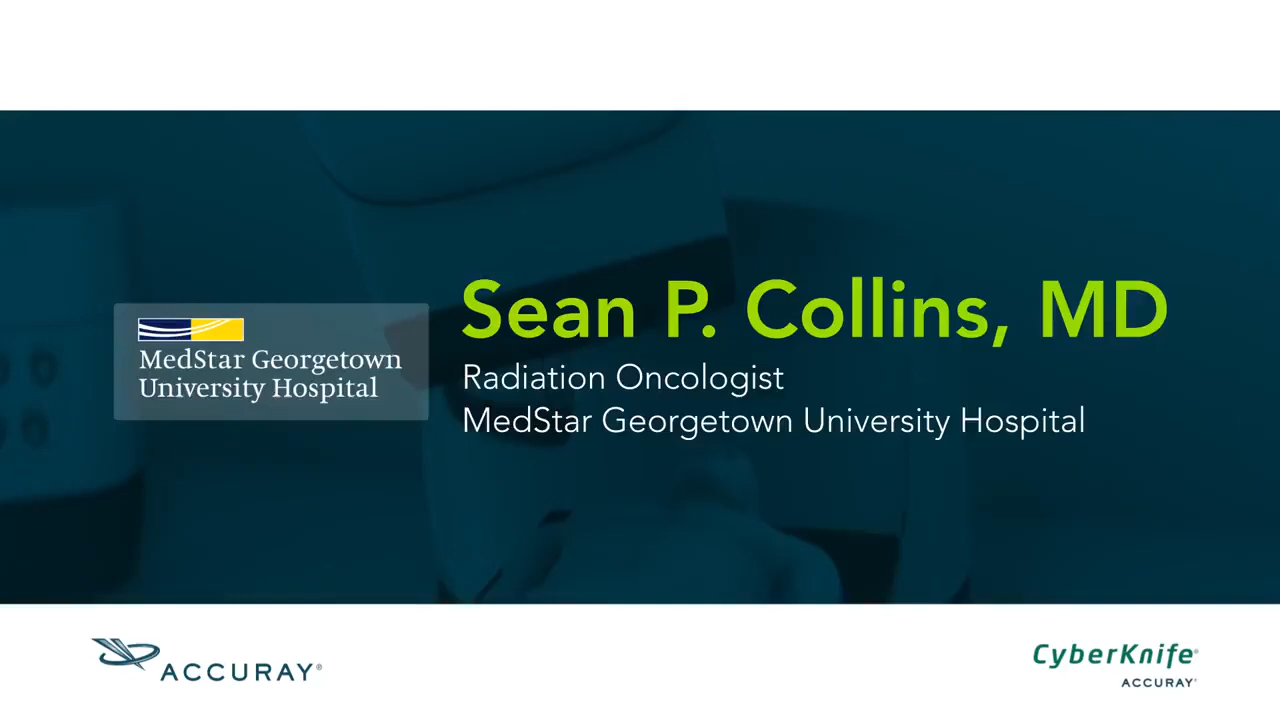 Sean P. Collins, MD
MedStar Georgetown
University Hospital
Radiation Oncologist
MedStar Georgetown University Hospital
ACCURAY®
CyberKnife®
ACCURAY®